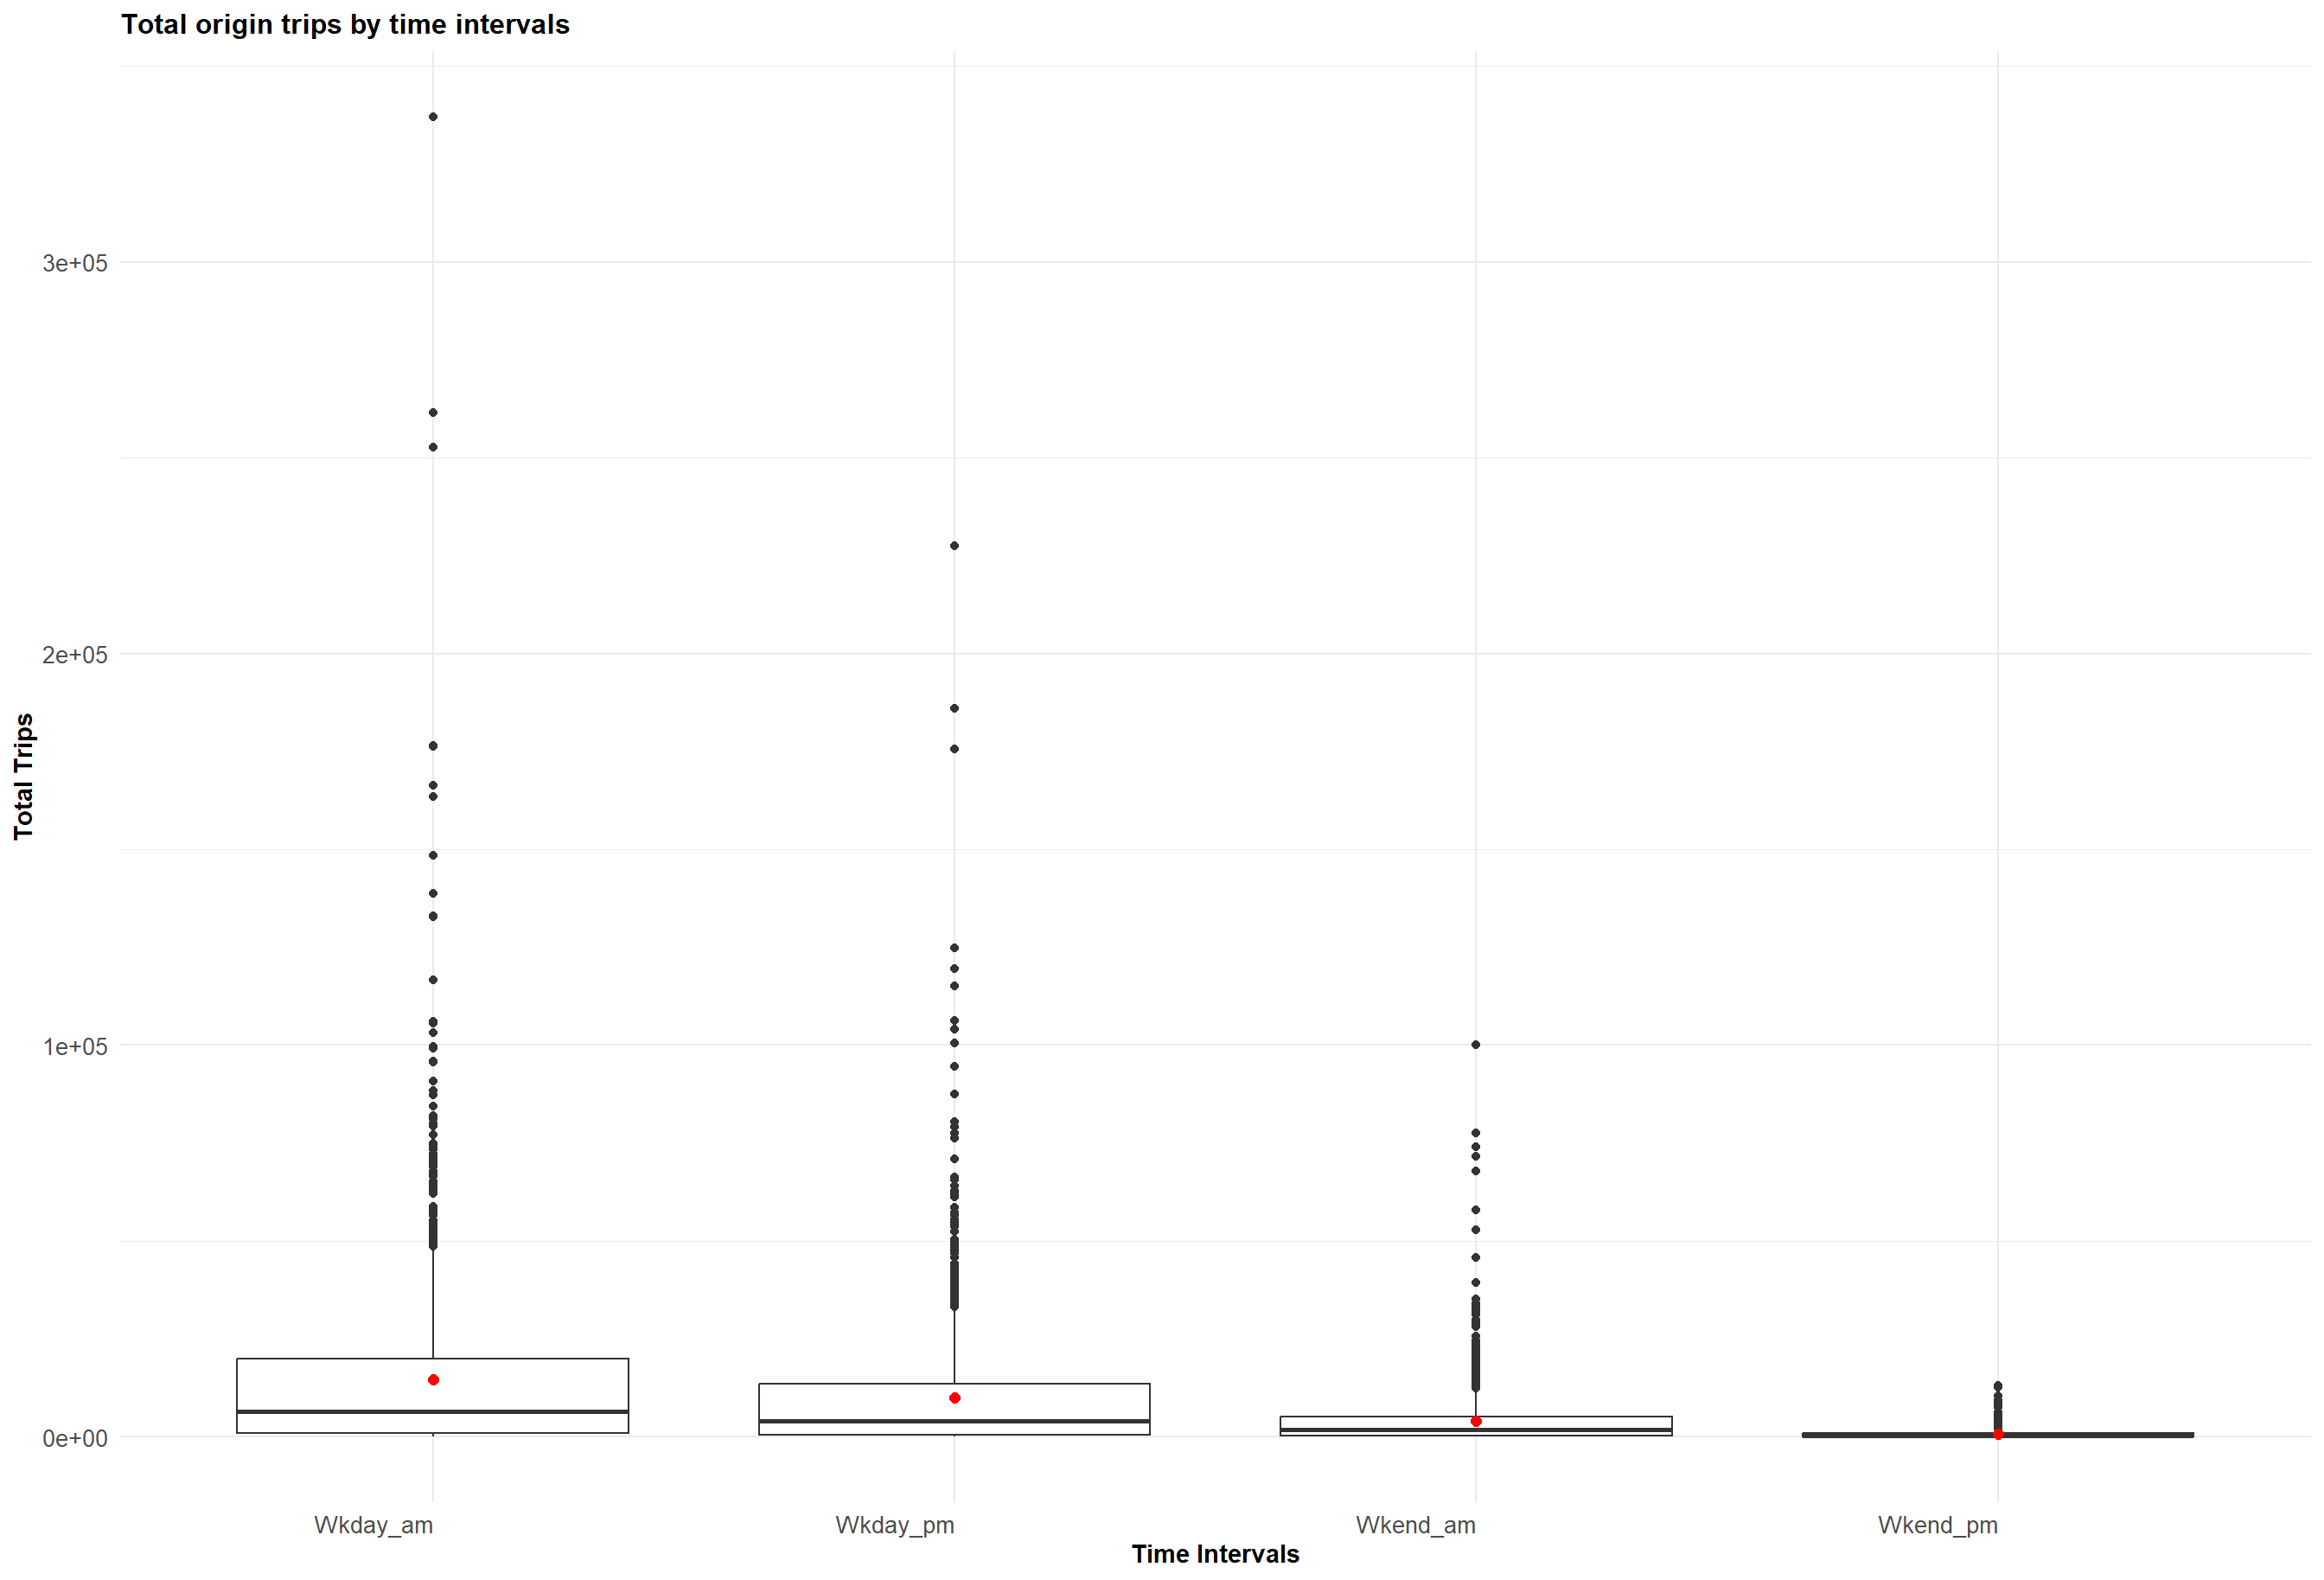 Total origin trips by time intervals
3e+05
2e+05
1e+05
0e+00
Total Trips
Wkday_am
Wkday_pm
Wkend_am
Wkend_pm
Time Intervals